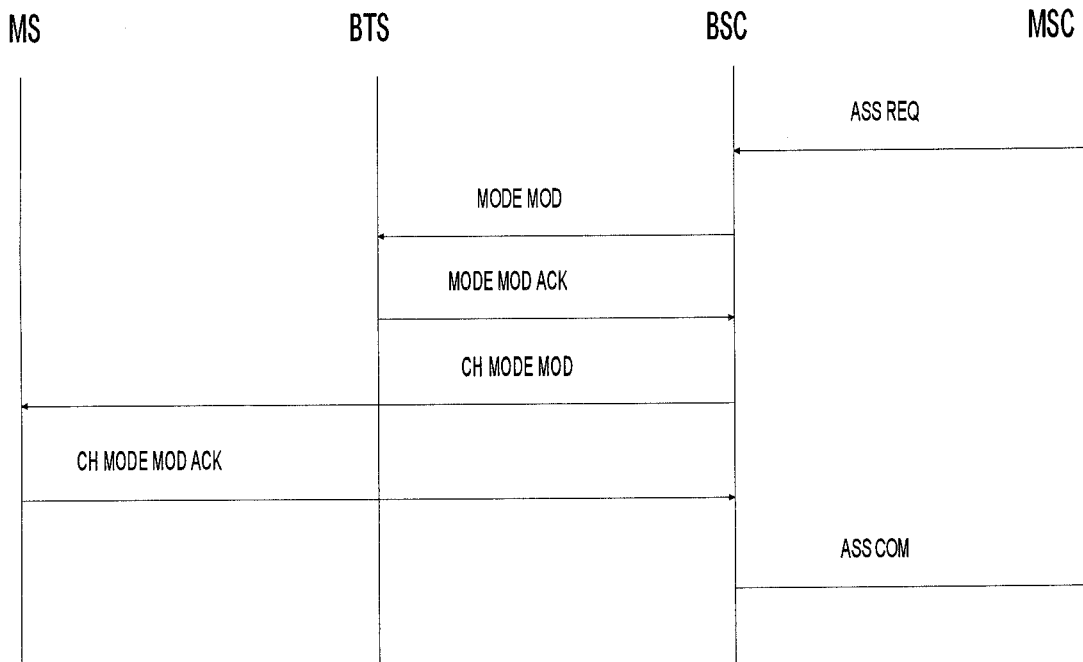 MS BTS BSC MSC
ASS REQ
MODE MOD
MODE MOD ACK
CH MODE MOD
CH MODE MOD ACK
ASS COM